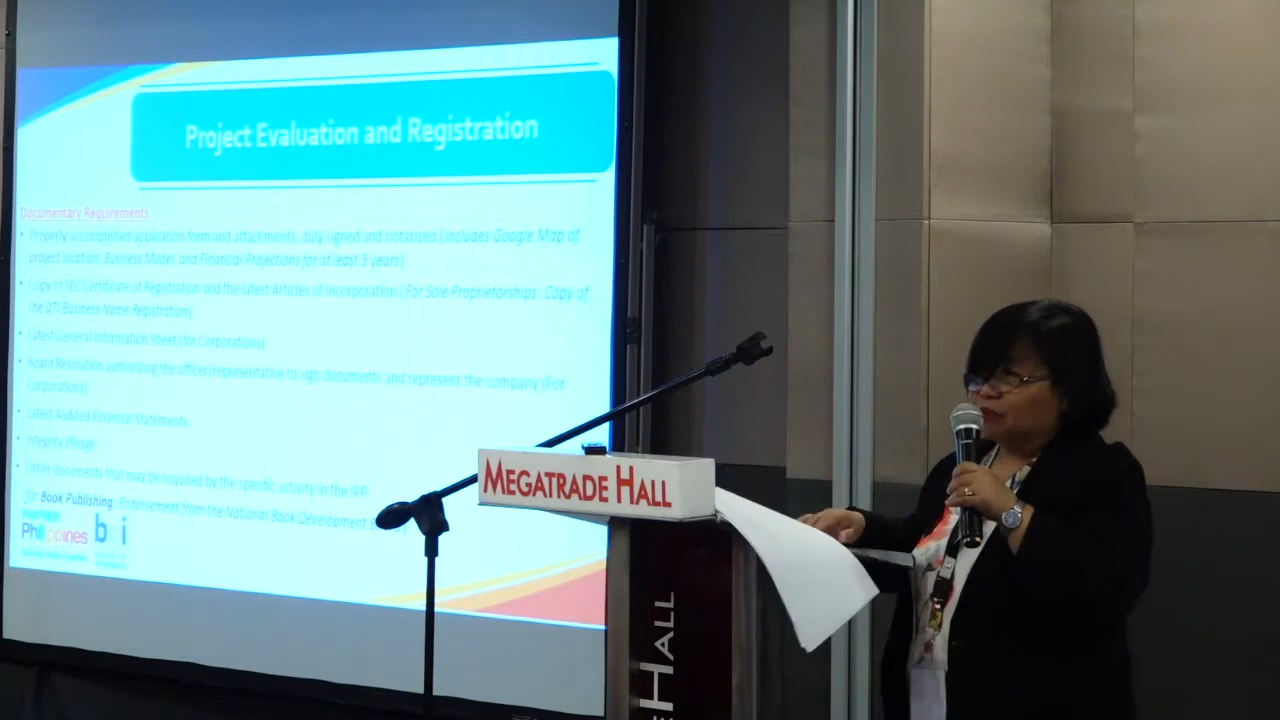 Project Evaluation and Registration
Documentary Requirements
• Properly accomplished application form and attachments, duly signed and notarized (includes Google Map of
project location, Business Model, and Financial Projections for at least 5 years)
• Copy of SEC Certificate of Registration and the latest Articles of Incorporation (For Sole Proprietorships: Copy of
the DTI Business Name Registration)
• Latest General Information Sheet (for Corporations)
• Board Resolution authorizing the officer/representative to sign documents and represent the company (For
Corporations)
• Latest Audited Financial Statements
• Integrity Pledge
• Other documents that may be required by the specific activity in the IPP
(for Book Publishing: Endorsement from the National Book Development
Philippines
boi
MEGATRADE HALL
HALL